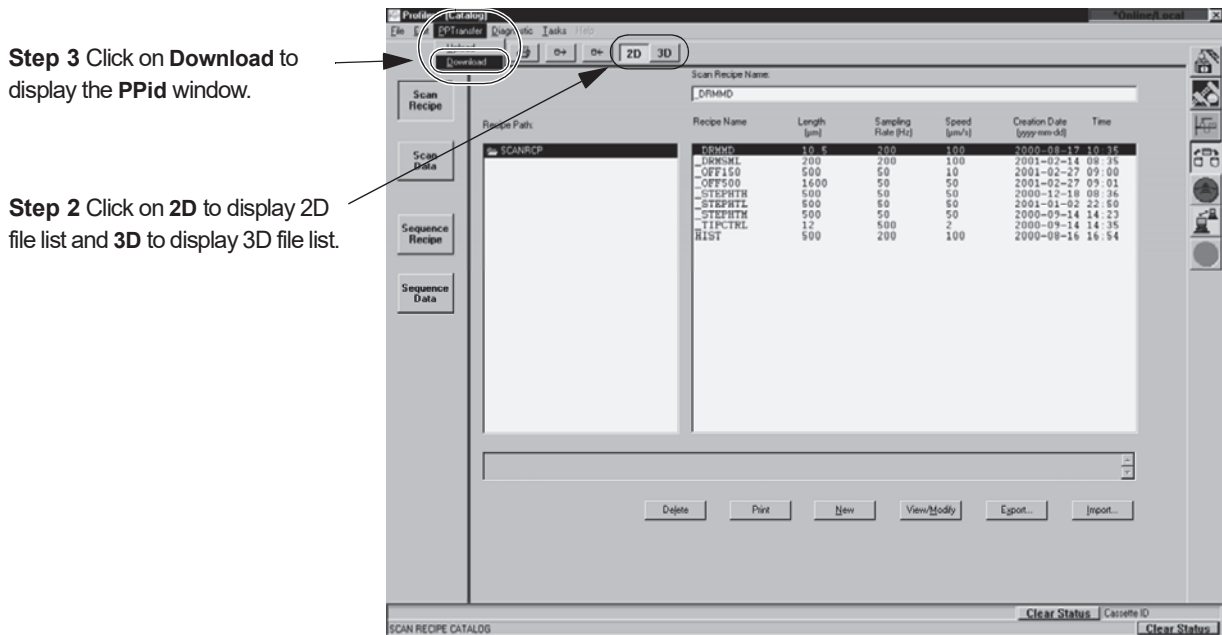 Step 3 Click on Download to
display the PPid window.
Step 2 Click on 2D to display 2D
file list and 3D to display 3D file list.
Profiler [Catalog]
*Online/Local
File PPTransfer Diagnostic Tasks Help
Download
2D 3D
Scan Recipe
Scan Data
Sequence Recipe
Sequence Data
Recipe Path:
SCANRCP
Scan Recipe Name:
_DRMMD
Recipe Name Length (µm) Sampling Rate (Hz) Speed (µm/s) Creation Date (yyyy-mm-dd) Time
_DRMMD 10.5 200 100 2000-08-17 10:35
_DRMSML 200 200 100 2001-02-14 08:35
_OFF150 500 50 10 2001-02-27 09:00
_OFF500 1600 50 50 2001-02-27 09:01
_STEPHTH 500 50 50 2000-12-18 08:36
_STEPHTL 500 50 50 2001-01-02 22:50
_STEPHTM 500 50 50 2000-09-14 14:23
_TIPCTRL 12 500 2 2000-09-14 14:35
HIST 500 200 100 2000-08-16 16:54
Delete Print New View/Modify Export... Import...
Clear Status Cassette ID
SCAN RECIPE CATALOG
Clear Status